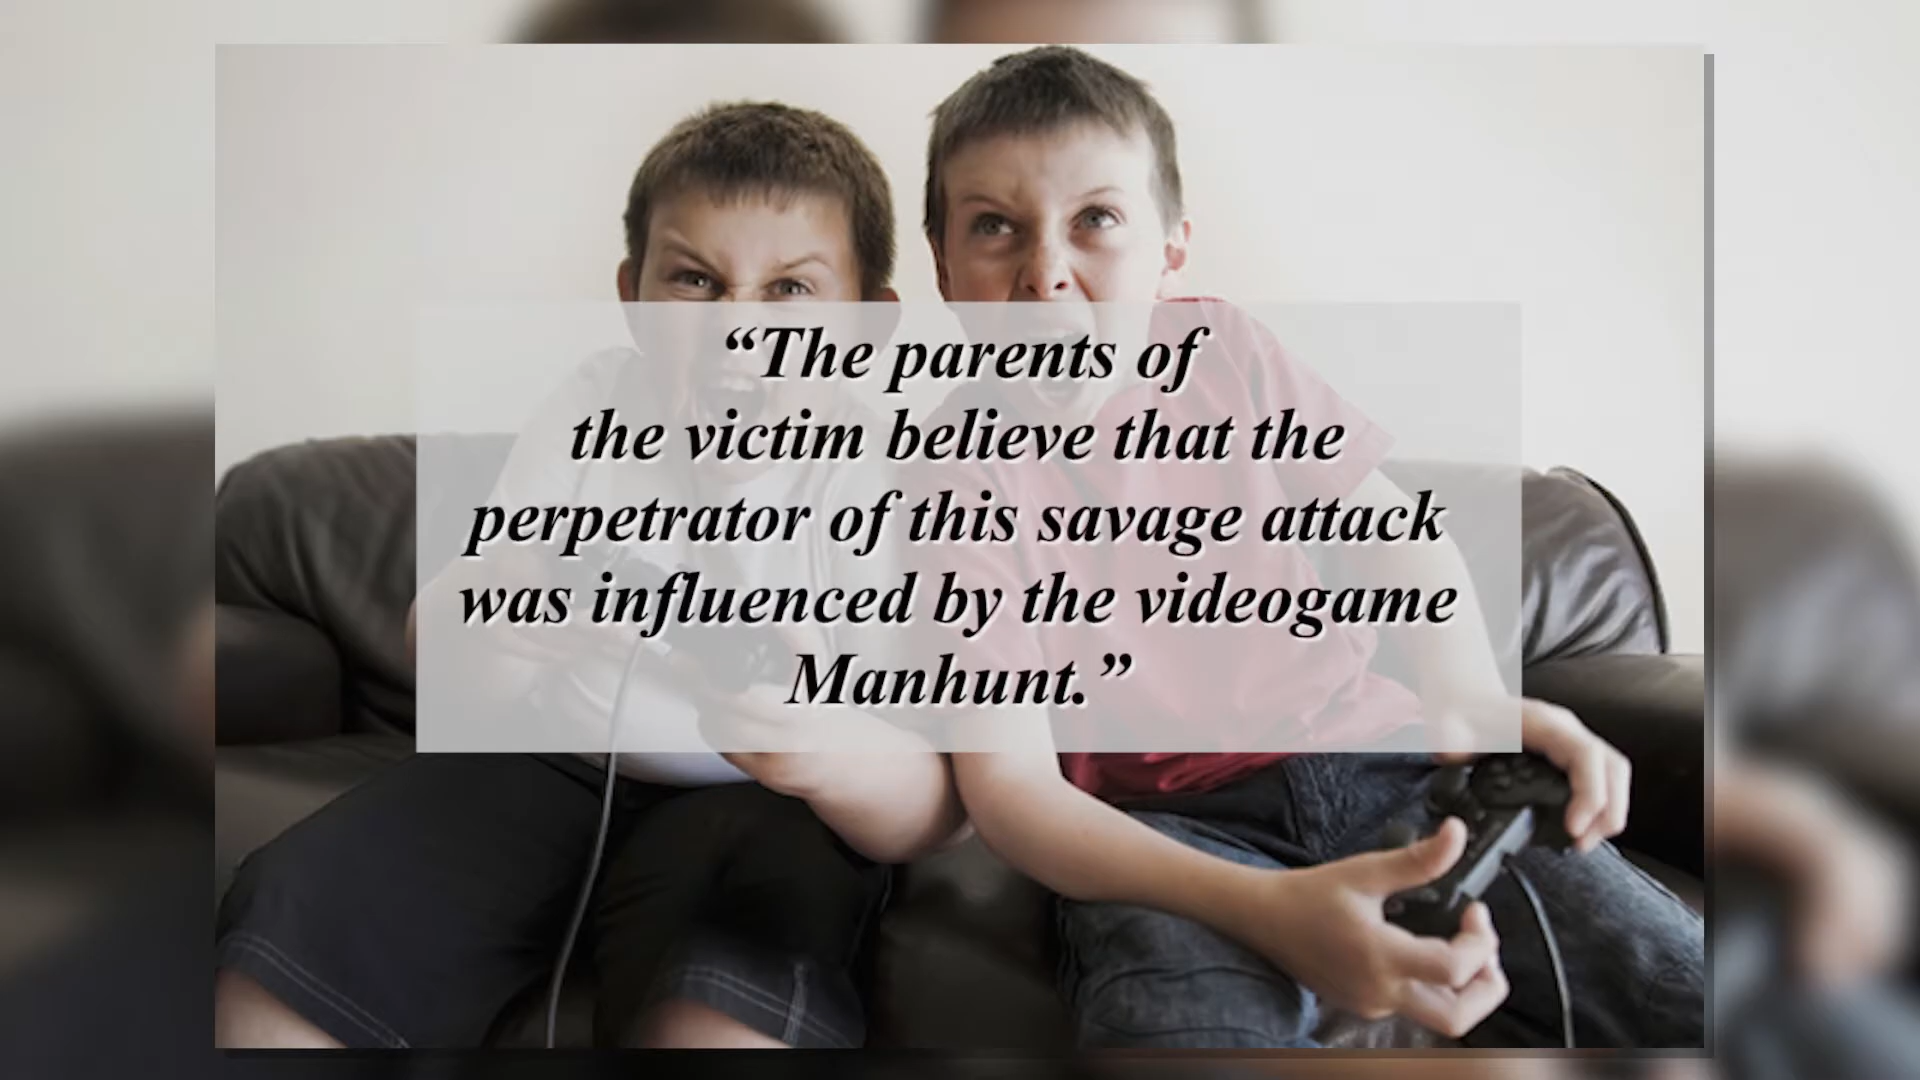 “The parents of
the victim believe that the
perpetrator of this savage attack
was influenced by the videogame
Manhunt.”